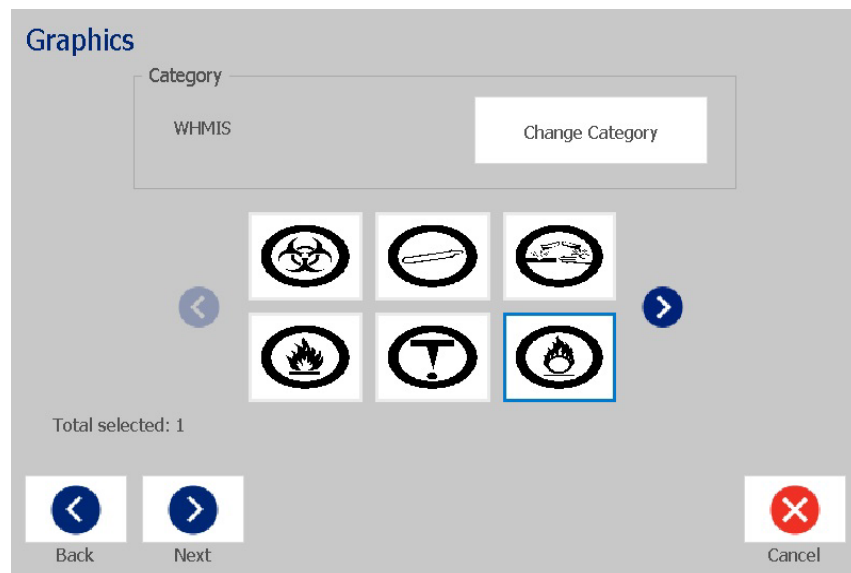 Graphics
Category
WHMIS
Change Category
Total selected: 1
Back
Next
Cancel